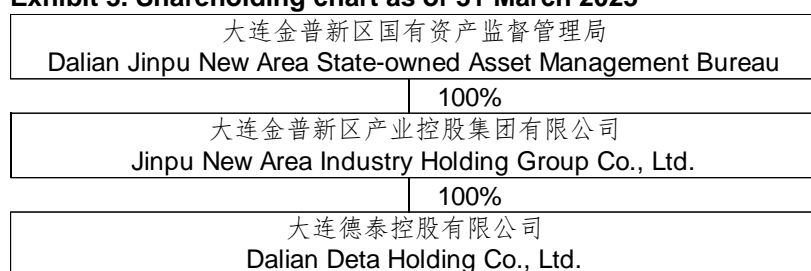 Exhibit 3. Shareholding chart as of 31 March 2023
大连金普新区国有资产监督管理局
Dalian Jinpu New Area State-owned Asset Management Bureau
100%
大连金普新区产业控股集团有限公司
Jinpu New Area Industry Holding Group Co., Ltd.
100%
大连德泰控股有限公司
Dalian Deta Holding Co., Ltd.